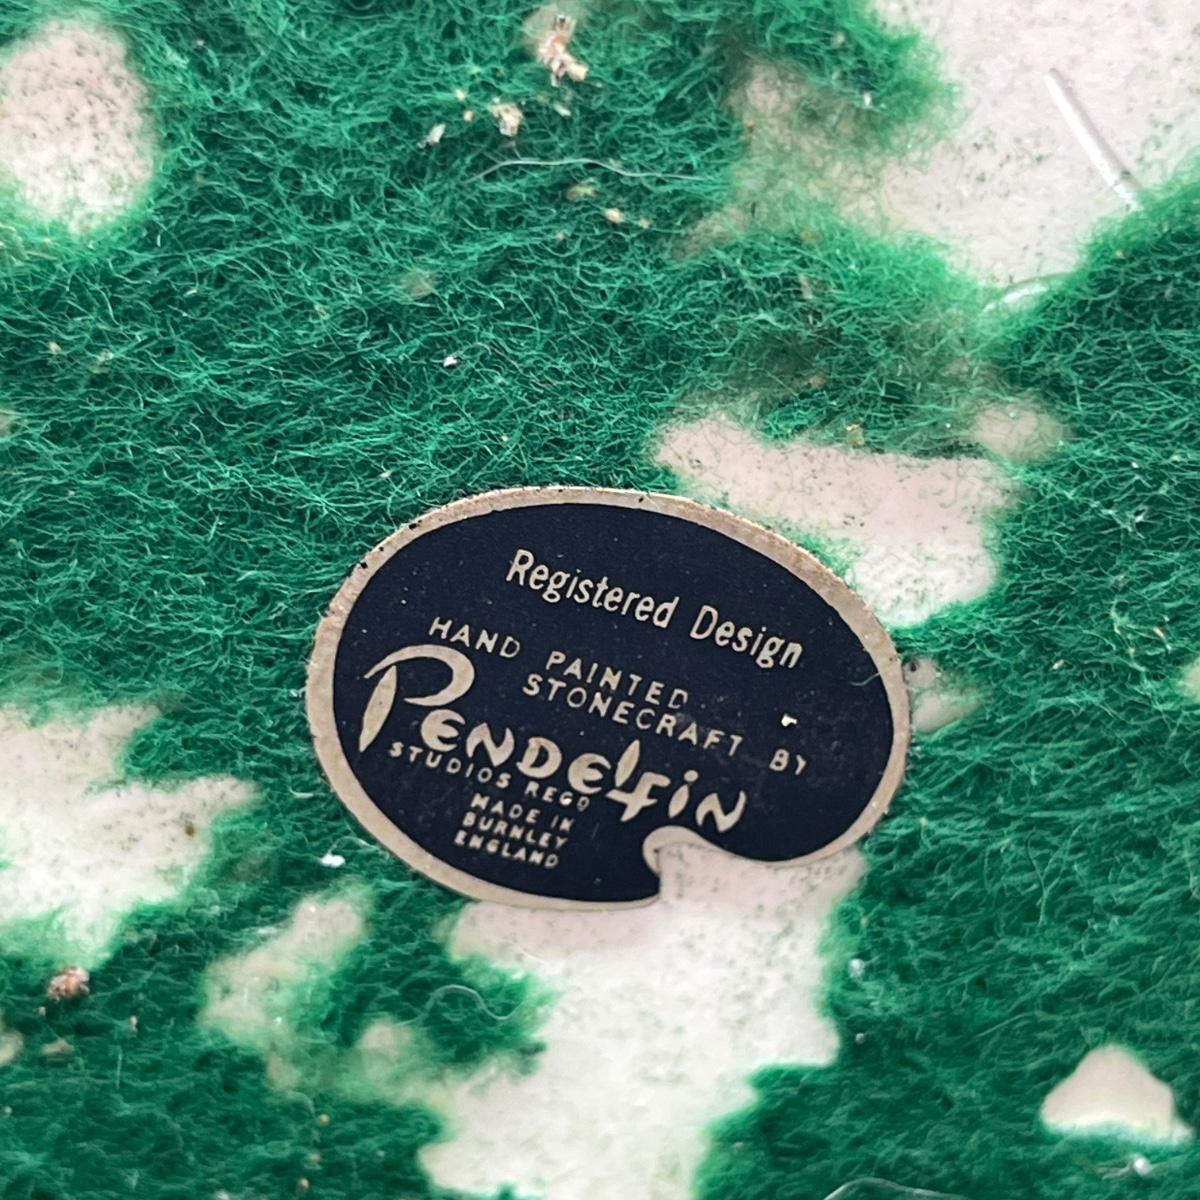 Registered Design
HAND PAINTED
STONECRAFT BY
PENDELFIN
STUDIOS REGD
MADE IN
BURNLEY
ENGLAND